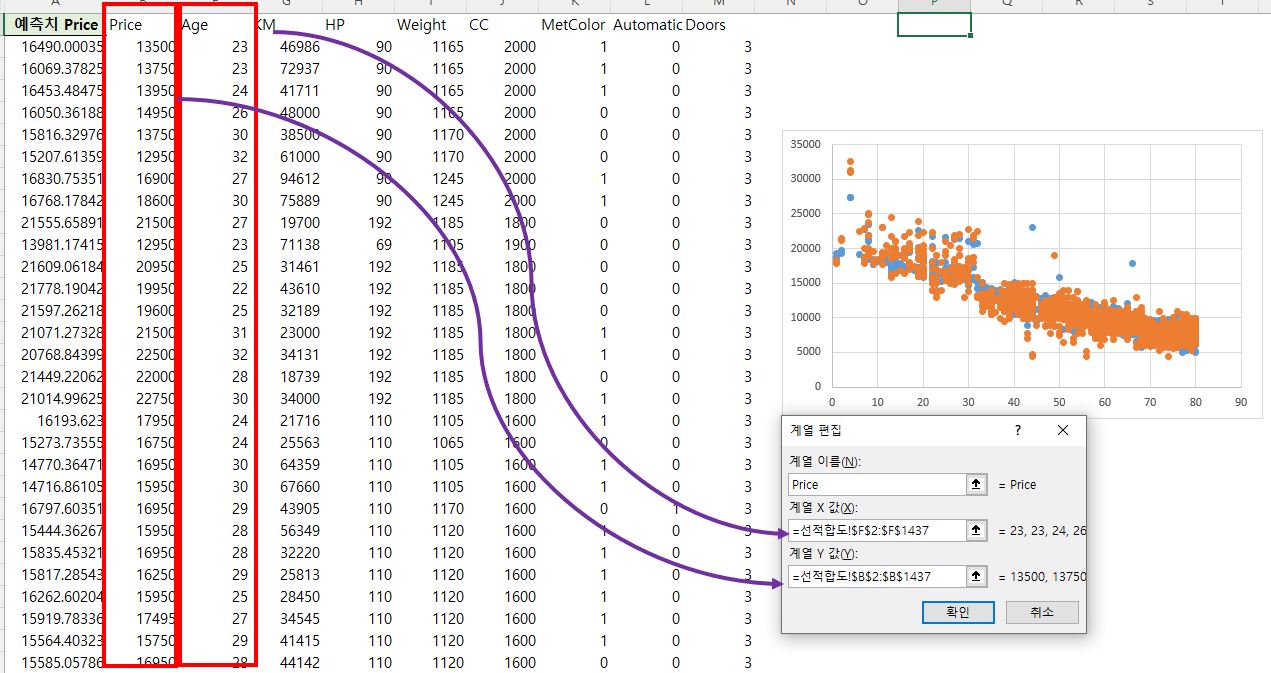 예측치 Price Price Age KM HP Weight CC MetColor Automatic Doors
16490.00035 13500 23 46986 90 1165 2000 1 0 3
16069.37825 13750 23 72937 90 1165 2000 1 0 3
16453.48475 13950 24 41711 90 1165 2000 1 0 3
16050.36188 14950 26 48000 90 1165 2000 0 0 3
15816.32976 13750 30 38500 90 1170 2000 0 0 3
15207.61359 12950 32 61000 90 1170 2000 0 0 3
16830.75351 16900 27 94612 90 1245 2000 1 0 3
16768.17842 18600 30 75889 90 1245 2000 1 0 3
21555.65891 21500 27 19700 192 1185 1800 0 0 3
13981.17415 12950 23 71138 69 1105 1900 0 0 3
21609.06184 20950 25 31461 192 1185 1800 0 0 3
21778.19042 19950 22 43610 192 1185 1800 0 0 3
21597.26218 19600 25 32189 192 1185 1800 0 0 3
21071.27328 21500 31 23000 192 1185 1800 1 0 3
20768.84399 22500 32 34131 192 1185 1800 1 0 3
21449.22062 22000 28 18739 192 1185 1800 0 0 3
21014.99625 22750 30 34000 192 1185 1800 1 0 3
16193.623 17950 24 21716 110 1105 1600 1 0 3
15273.73555 16750 24 25563 110 1065 1600 0 0 3
14770.36471 16950 30 64359 110 1105 1600 1 0 3
14716.86105 15950 30 67660 110 1105 1600 1 0 3
16797.60351 16950 29 43905 110 1170 1600 0 1 3
15444.36267 15950 28 56349 110 1120 1600 1 0 3
15835.45321 16950 28 32220 110 1120 1600 1 0 3
15817.28543 16250 29 25813 110 1120 1600 1 0 3
16262.60204 15950 25 28450 110 1120 1600 1 0 3
15919.78336 17495 27 34545 110 1120 1600 1 0 3
15564.40323 15750 29 41415 110 1120 1600 1 0 3
15585.05786 16950 28 44142 110 1120 1600 0 0 3
35000
30000
25000
20000
15000
10000
5000
0
0 10 20 30 40 50 60 70 80 90
계열 편집 ?
계열 이름(N):
Price = Price
계열 X 값(X):
=선적합도!$F$2:$F$1437 = 23, 23, 24, 26
계열 Y 값(Y):
=선적합도!$B$2:$B$1437 = 13500, 13750
확인 취소